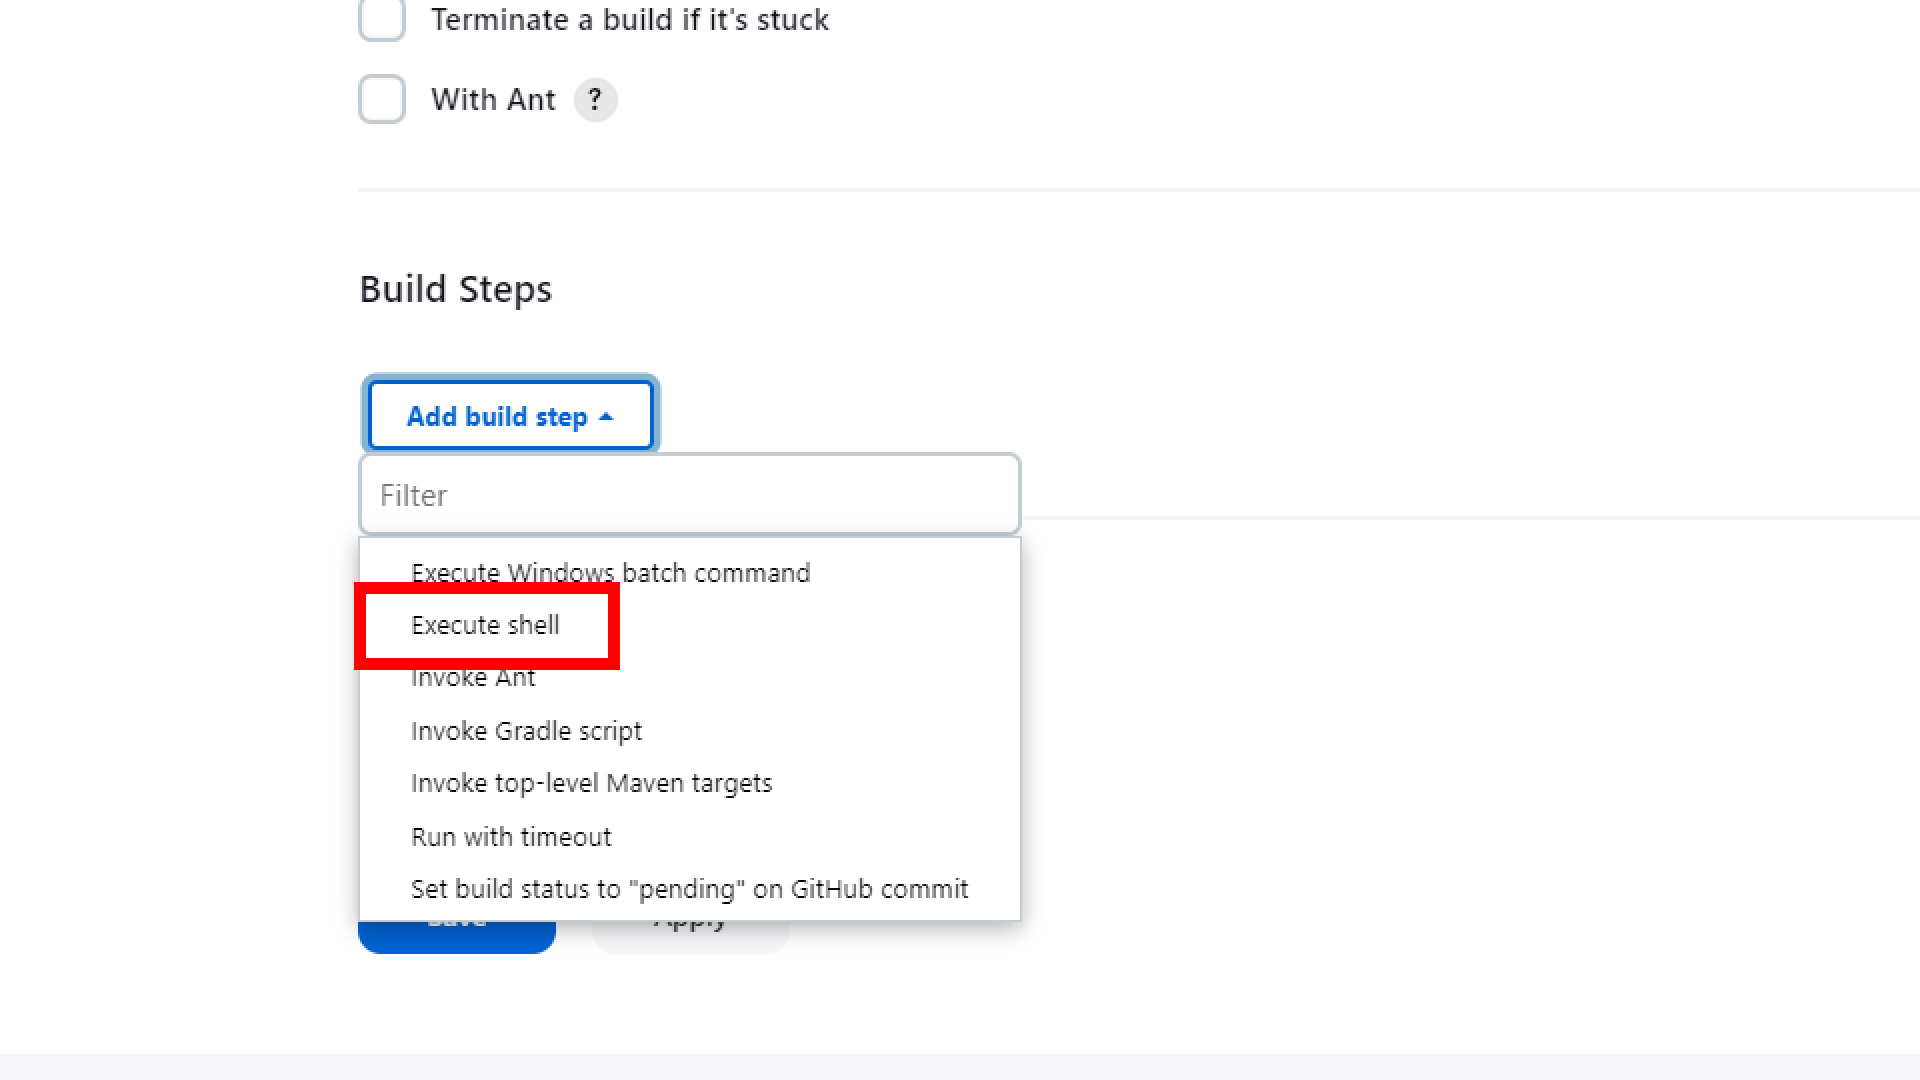 Terminate a build if it's stuck
With Ant ?
Build Steps
Add build step
Filter
Execute Windows batch command
Execute shell
Invoke Ant
Invoke Gradle script
Invoke top-level Maven targets
Run with timeout
Set build status to "pending" on GitHub commit
Save Apply